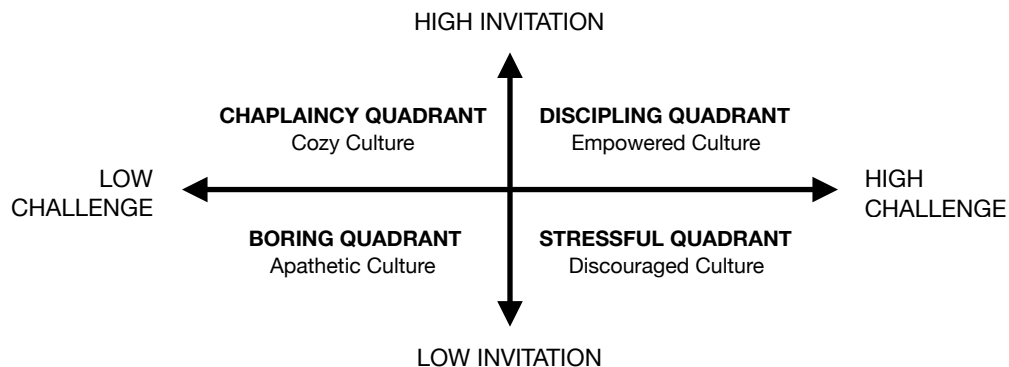 HIGH INVITATION
CHAPLAINCY QUADRANT
Cozy Culture
DISCIPLING QUADRANT
Empowered Culture
LOW
CHALLENGE
HIGH
CHALLENGE
BORING QUADRANT
Apathetic Culture
STRESSFUL QUADRANT
Discouraged Culture
LOW INVITATION